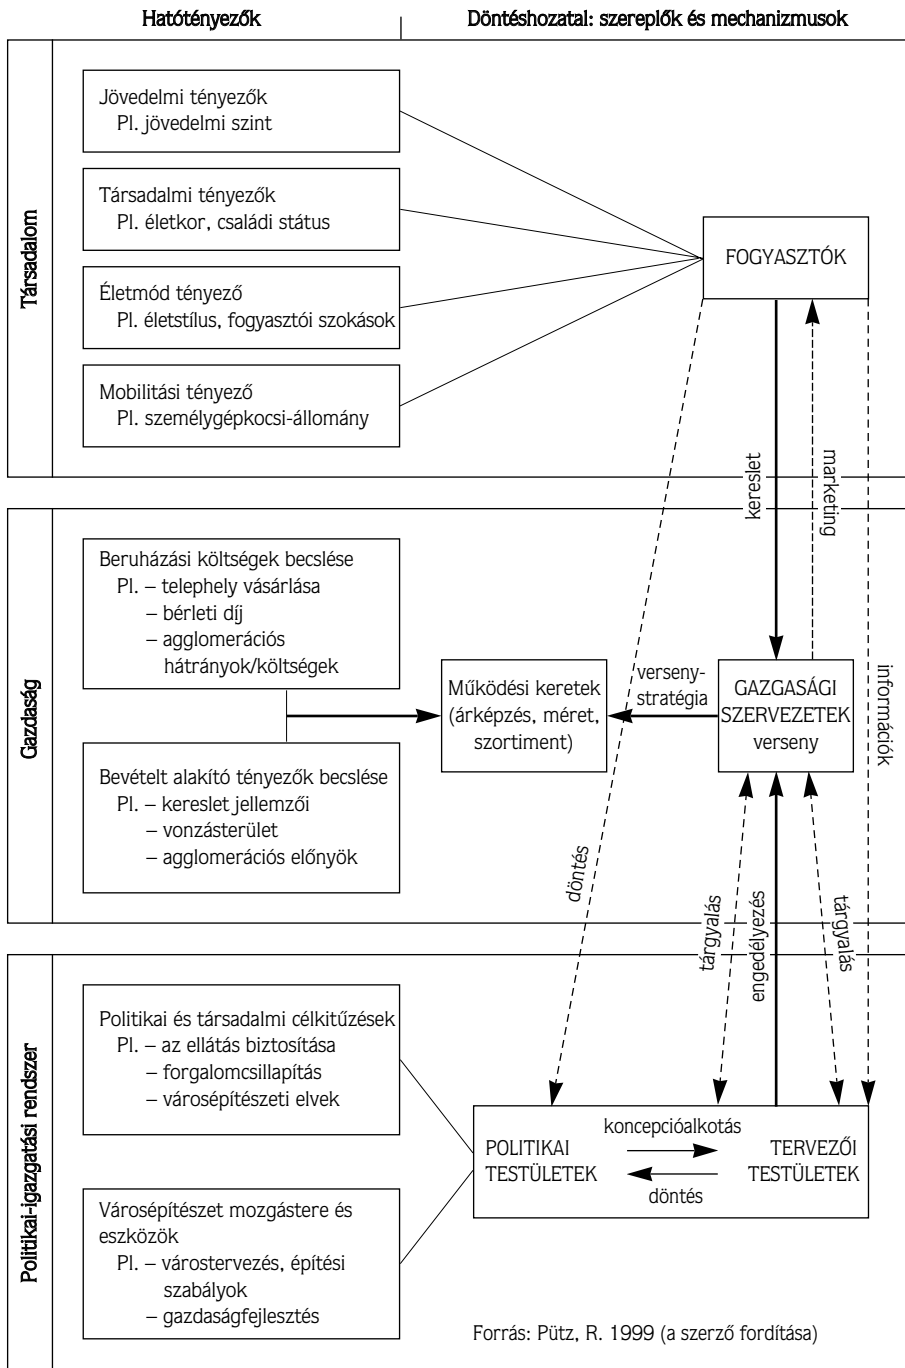 Hatótényezők
Döntéshozatal: szereplők és mechanizmusok
Társadalom
Jövedelmi tényezők
Pl. jövedelmi szint
Társadalmi tényezők
Pl. életkor, családi státus
Életmód tényező
Pl. életstílus, fogyasztói szokások
Mobilitási tényező
Pl. személygépkocsi-állomány
FOGYASZTÓK
kereslet
marketing
Gazdaság
Beruházási költségek becslése
Pl. – telephely vásárlása
– bérleti díj
– agglomerációs
hátrányok/költségek
Működési keretek
(árképzés, méret,
szortiment)
verseny-
stratégia
GAZGASÁGI
SZERVEZETEK
verseny
információk
Bevételt alakító tényezők becslése
Pl. – kereslet jellemzői
– vonzásterület
– agglomerációs előnyök
döntés
tárgyalás
engedélyezés
tárgyalás
Politikai-igazgatási rendszer
Politikai és társadalmi célkitűzések
Pl. – az ellátás biztosítása
– forgalomcsillapítás
– városépítészeti elvek
POLITIKAI
TESTÜLETEK
koncepcióalkotás
döntés
TERVEZŐI
TESTÜLETEK
Városépítészet mozgástere és
eszközök
Pl. – várostervezés, építési
szabályok
– gazdaságfejlesztés
Forrás: Pütz, R. 1999 (a szerző fordítása)